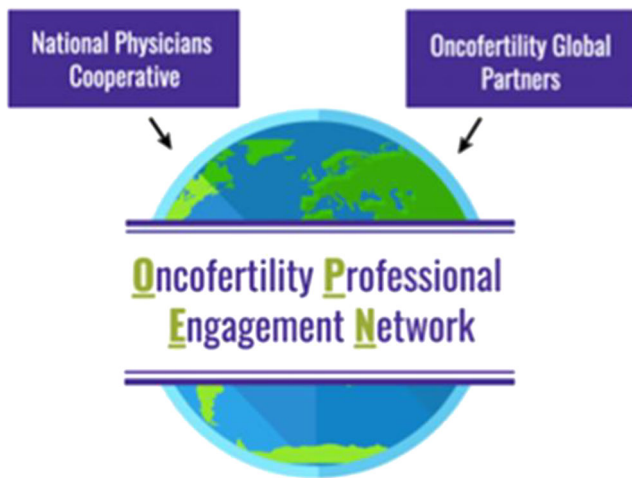 National Physicians
Cooperative
Oncofertility Global
Partners
Oncofertility Professional
Engagement Network